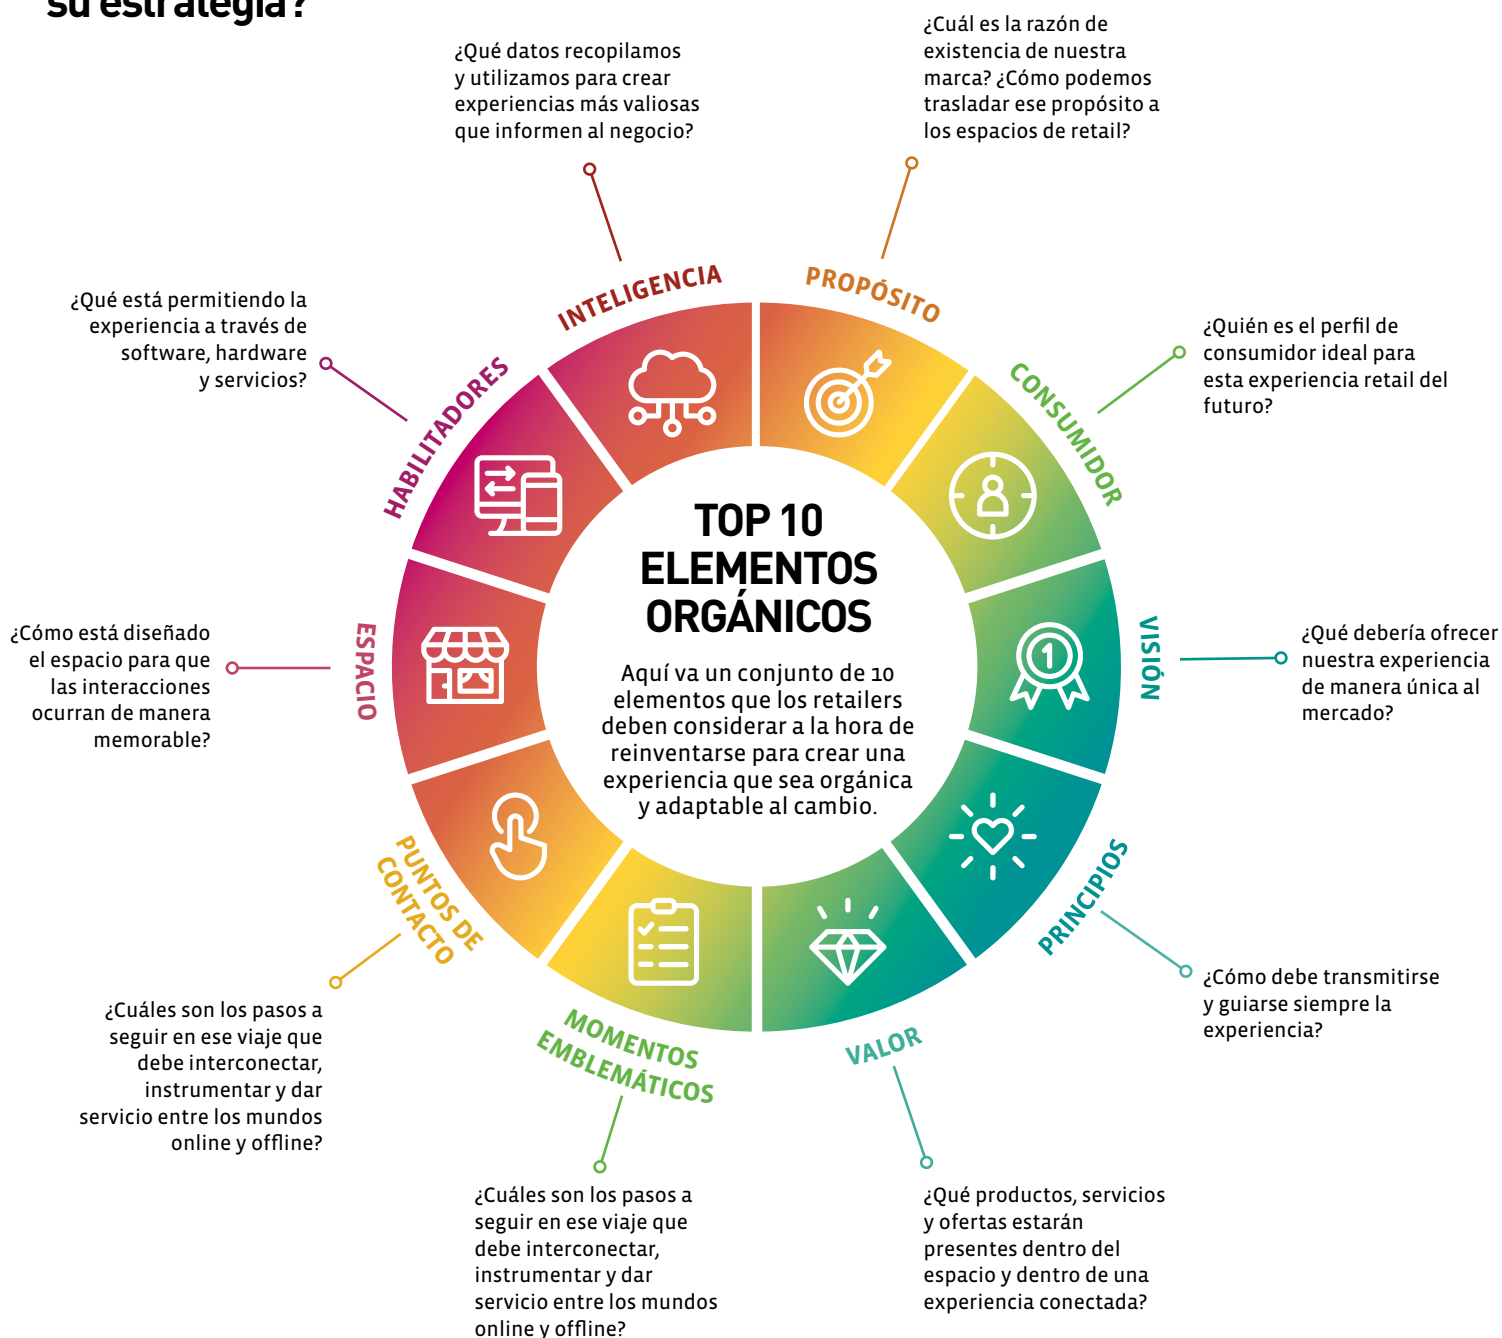 su estrategia?
¿Qué datos recopilamos
y utilizamos para crear
experiencias más valiosas
que informen al negocio?
¿Cuál es la razón de
existencia de nuestra
marca? ¿Cómo podemos
trasladar ese propósito a
los espacios de retail?
INTELIGENCIA
PROPÓSITO
¿Qué está permitiendo la
experiencia a través de
software, hardware
y servicios?
HABILITADORES
CONSUMIDOR
¿Quién es el perfil de
consumidor ideal para
esta experiencia retail del
futuro?
TOP 10
ELEMENTOS
ORGÁNICOS
Aquí va un conjunto de 10
elementos que los retailers
deben considerar a la hora de
reinventarse para crear una
experiencia que sea orgánica
y adaptable al cambio.
¿Cómo está diseñado
el espacio para que
las interacciones
ocurran de manera
memorable?
ESPACIO
1
VISIÓN
¿Qué debería ofrecer
nuestra experiencia
de manera única al
mercado?
PUNTOS DE
CONTACTO
PRINCIPIOS
¿Cómo debe transmitirse
y guiarse siempre la
experiencia?
¿Cuáles son los pasos a
seguir en ese viaje que
debe interconectar,
instrumentar y dar
servicio entre los mundos
online y offline?
MOMENTOS
EMBLEMÁTICOS
VALOR
¿Cuáles son los pasos a
seguir en ese viaje que
debe interconectar,
instrumentar y dar
servicio entre los mundos
online y offline?
¿Qué productos, servicios
y ofertas estarán
presentes dentro del
espacio y dentro de una
experiencia conectada?